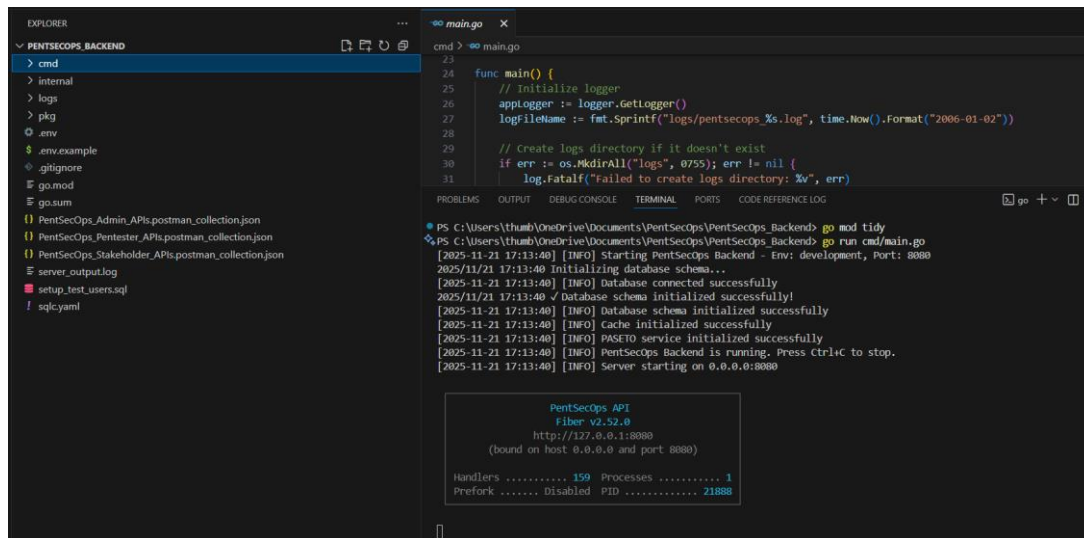 EXPLORER
PENTSECOPS_BACKEND
cmd
internal
logs
pkg
.env
.env.example
.gitignore
go.mod
go.sum
PentSecOps_Admin_APIs.postman_collection.json
PentSecOps_Pentester_APIs.postman_collection.json
PentSecOps_Stakeholder_APIs.postman_collection.json
server_output.log
setup_test_users.sql
sqlc.yaml
main.go
cmd > main.go
23
24 func main() {
25 // Initialize logger
26 appLogger := logger.GetLogger()
27 logFileName := fmt.Sprintf("logs/pentsecops_%s.log", time.Now().Format("2006-01-02"))
28
29 // Create logs directory if it doesn't exist
30 if err := os.MkdirAll("logs", 0755); err != nil {
31 log.Fatalf("Failed to create logs directory: %v", err)
PROBLEMS OUTPUT DEBUG CONSOLE TERMINAL PORTS CODE REFERENCE LOG go
PS C:\Users\thumb\OneDrive\Documents\PentSecOps\PentSecOps_Backend> go mod tidy
PS C:\Users\thumb\OneDrive\Documents\PentSecOps\PentSecOps_Backend> go run cmd/main.go
[2025-11-21 17:13:40] [INFO] Starting PentSecOps Backend - Env: development, Port: 8080
2025/11/21 17:13:40 Initializing database schema...
[2025-11-21 17:13:40] [INFO] Database connected successfully
2025/11/21 17:13:40 ✓ Database schema initialized successfully!
[2025-11-21 17:13:40] [INFO] Database schema initialized successfully
[2025-11-21 17:13:40] [INFO] Cache initialized successfully
[2025-11-21 17:13:40] [INFO] PASETO service initialized successfully
[2025-11-21 17:13:40] [INFO] PentSecOps Backend is running. Press Ctrl+C to stop.
[2025-11-21 17:13:40] [INFO] Server starting on 0.0.0.0:8080
PentSecOps API
Fiber v2.52.0
http://127.0.0.1:8080
(bound on host 0.0.0.0 and port 8080)
Handlers ........... 159 Processes ........... 1
Prefork ....... Disabled PID ............. 21888